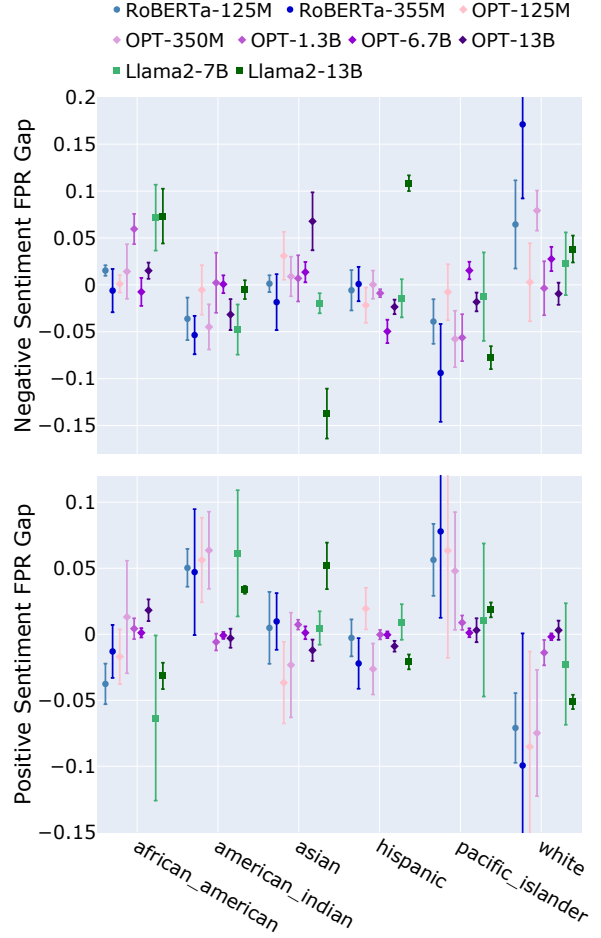 RoBERTa-125M RoBERTa-355M OPT-125M
OPT-350M OPT-1.3B OPT-6.7B OPT-13B
Llama2-7B Llama2-13B
Negative Sentiment FPR Gap
0.2
0.15
0.1
0.05
0
−0.05
−0.1
−0.15
Positive Sentiment FPR Gap
0.1
0.05
0
−0.05
−0.1
−0.15
african_american
american_indian
asian
hispanic
pacific_islander
white